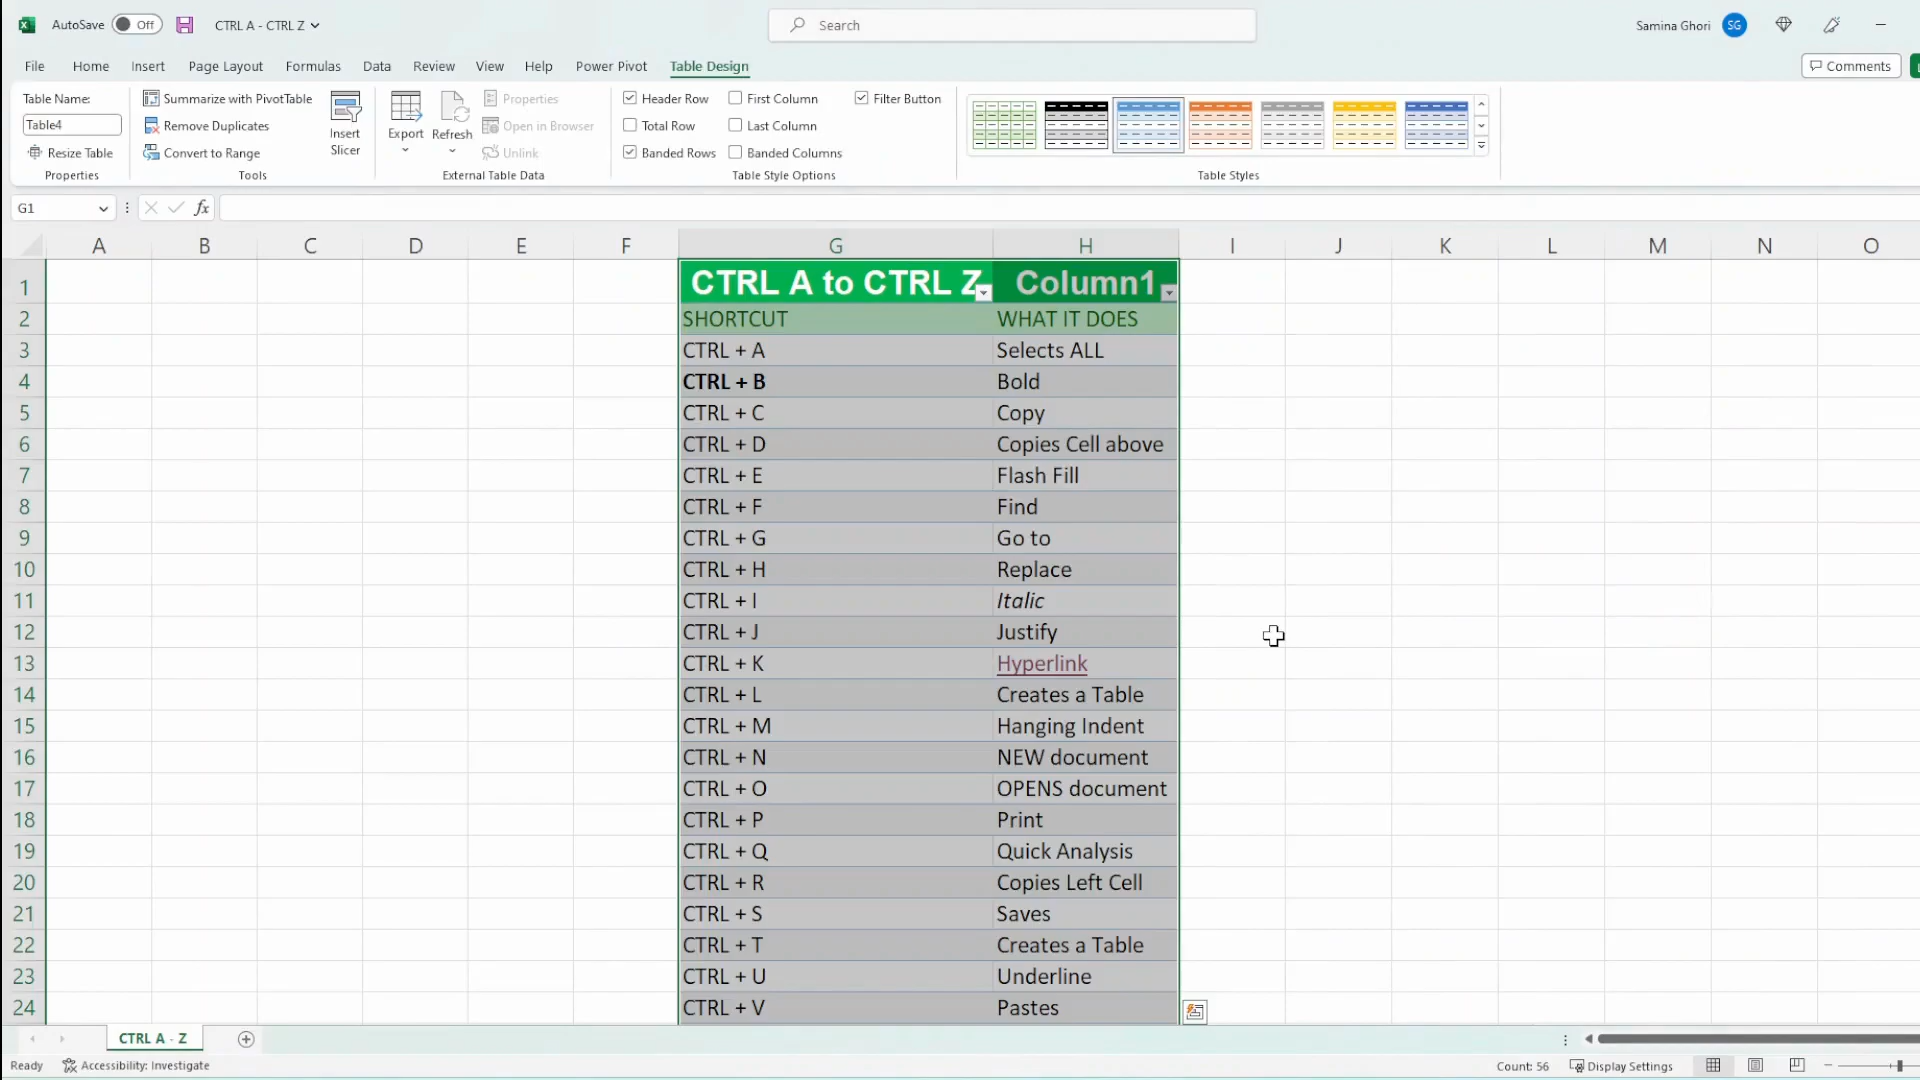 AutoSave Off CTRL A - CTRL Z Search Samina Ghori SG
File Home Insert Page Layout Formulas Data Review View Help Power Pivot Table Design Comments
Table Name:
Table4
Resize Table
Properties
Summarize with PivotTable
Remove Duplicates
Convert to Range
Insert
Slicer
Tools
Export
Refresh
Properties
Open in Browser
Unlink
External Table Data
Header Row First Column Filter Button
Total Row Last Column
Banded Rows Banded Columns
Table Style Options
Table Styles
G1 fx
A B C D E F G H I J K L M N O
1 CTRL A to CTRL Z Column1
2 SHORTCUT WHAT IT DOES
3 CTRL + A Selects ALL
4 CTRL + B Bold
5 CTRL + C Copy
6 CTRL + D Copies Cell above
7 CTRL + E Flash Fill
8 CTRL + F Find
9 CTRL + G Go to
10 CTRL + H Replace
11 CTRL + I Italic
12 CTRL + J Justify
13 CTRL + K Hyperlink
14 CTRL + L Creates a Table
15 CTRL + M Hanging Indent
16 CTRL + N NEW document
17 CTRL + O OPENS document
18 CTRL + P Print
19 CTRL + Q Quick Analysis
20 CTRL + R Copies Left Cell
21 CTRL + S Saves
22 CTRL + T Creates a Table
23 CTRL + U Underline
24 CTRL + V Pastes
CTRL A - Z
Ready Accessibility: Investigate Count: 56 Display Settings